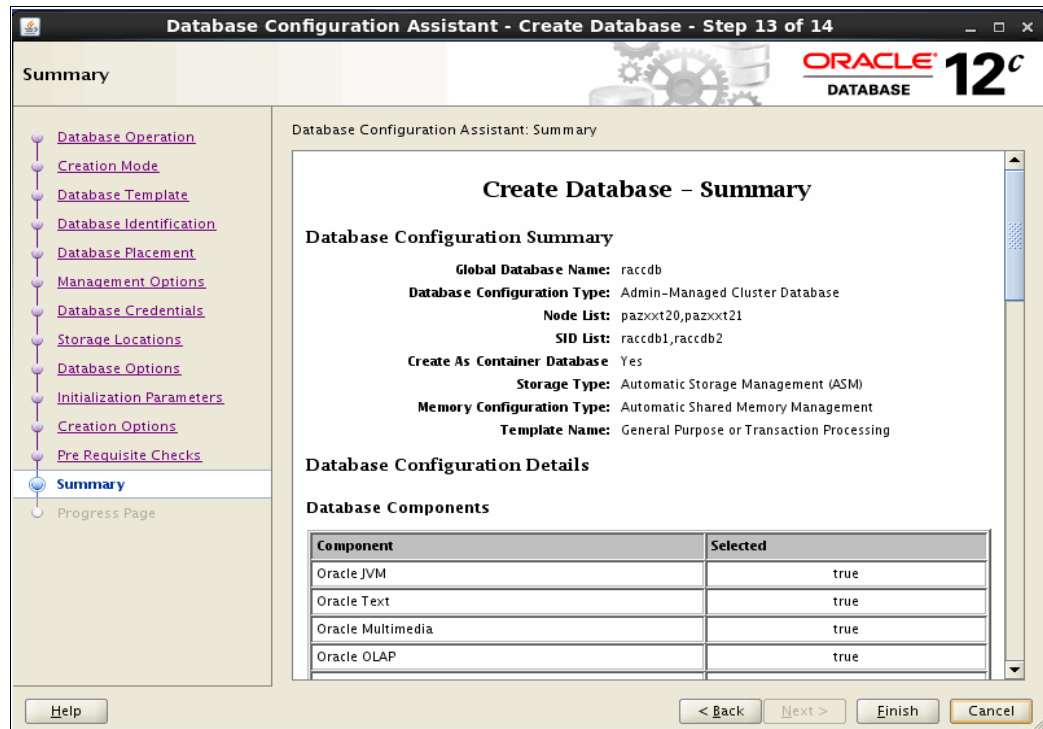 Database Configuration Assistant - Create Database - Step 13 of 14
Summary
ORACLE
DATABASE
12c
Database Operation
Creation Mode
Database Template
Database Identification
Database Placement
Management Options
Database Credentials
Storage Locations
Database Options
Initialization Parameters
Creation Options
Pre Requisite Checks
Summary
Progress Page
Database Configuration Assistant: Summary
Create Database – Summary
Database Configuration Summary
Global Database Name: raccdb
Database Configuration Type: Admin-Managed Cluster Database
Node List: pazxxt20,pazxxt21
SID List: raccdb1,raccdb2
Create As Container Database Yes
Storage Type: Automatic Storage Management (ASM)
Memory Configuration Type: Automatic Shared Memory Management
Template Name: General Purpose or Transaction Processing
Database Configuration Details
Database Components
Component Selected
Oracle JVM true
Oracle Text true
Oracle Multimedia true
Oracle OLAP true
Help < Back Next > Finish Cancel